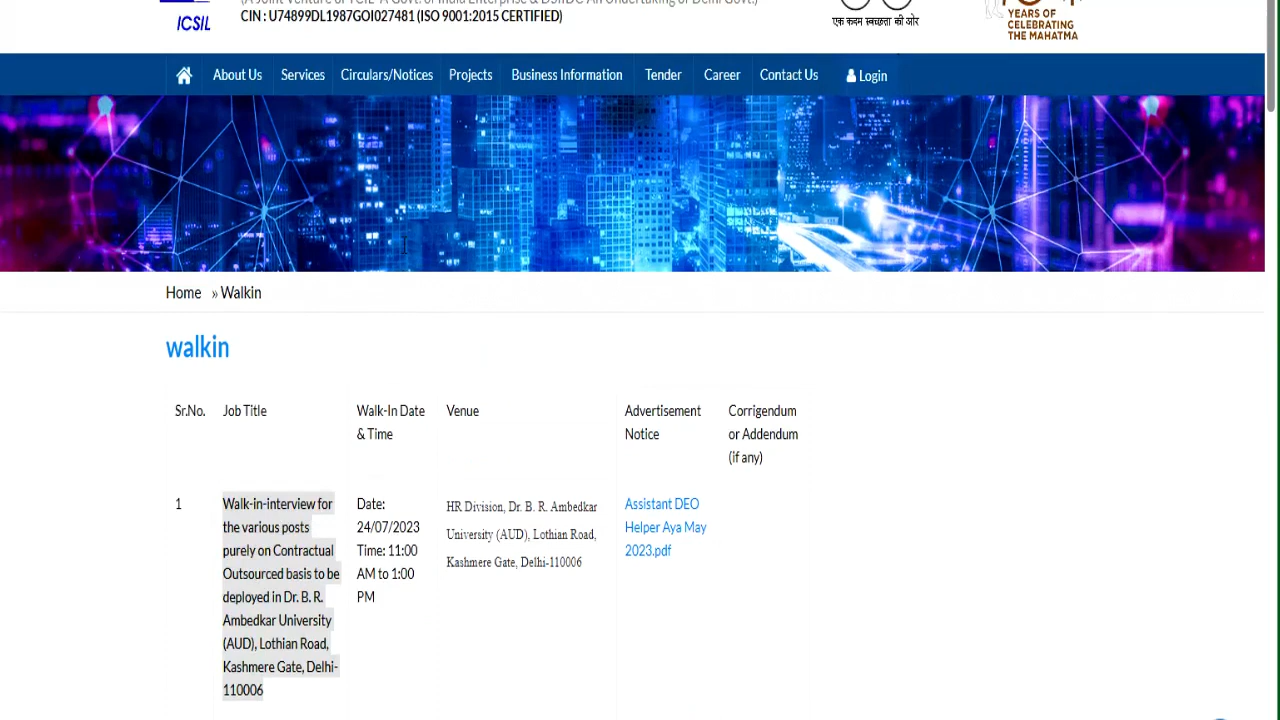 (A Joint Venture of TCIL-A Govt. of India Enterprise & DSIIDC-An Undertaking of Delhi Govt.)
ICSIL
CIN : U74899DL1987GOI027481 (ISO 9001:2015 CERTIFIED)
एक कदम स्वच्छता की ओर
YEARS OF
CELEBRATING
THE MAHATMA
About Us Services Circulars/Notices Projects Business Information Tender Career Contact Us Login
Home » Walkin
walkin
Sr.No. Job Title Walk-In Date Venue Advertisement Corrigendum
& Time Notice or Addendum
(if any)
1 Walk-in-interview for Date: HR Division, Dr. B. R. Ambedkar Assistant DEO
the various posts 24/07/2023 University (AUD), Lothian Road, Helper Aya May
purely on Contractual Time: 11:00 Kashmere Gate, Delhi-110006 2023.pdf
Outsourced basis to be AM to 1:00
deployed in Dr. B. R. PM
Ambedkar University
(AUD), Lothian Road,
Kashmere Gate, Delhi-
110006